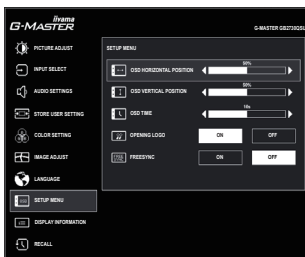 iiyama
G-MASTER
G-MASTER GB2730QSU
PICTURE ADJUST
INPUT SELECT
AUDIO SETTINGS
STORE USER SETTING
COLOR SETTING
IMAGE ADJUST
LANGUAGE
SETUP MENU
DISPLAY INFORMATION
RECALL
SETUP MENU
OSD HORIZONTAL POSITION
50%
OSD VERTICAL POSITION
50%
OSD TIME
10s
OPENING LOGO
ON
OFF
FREESYNC
ON
OFF